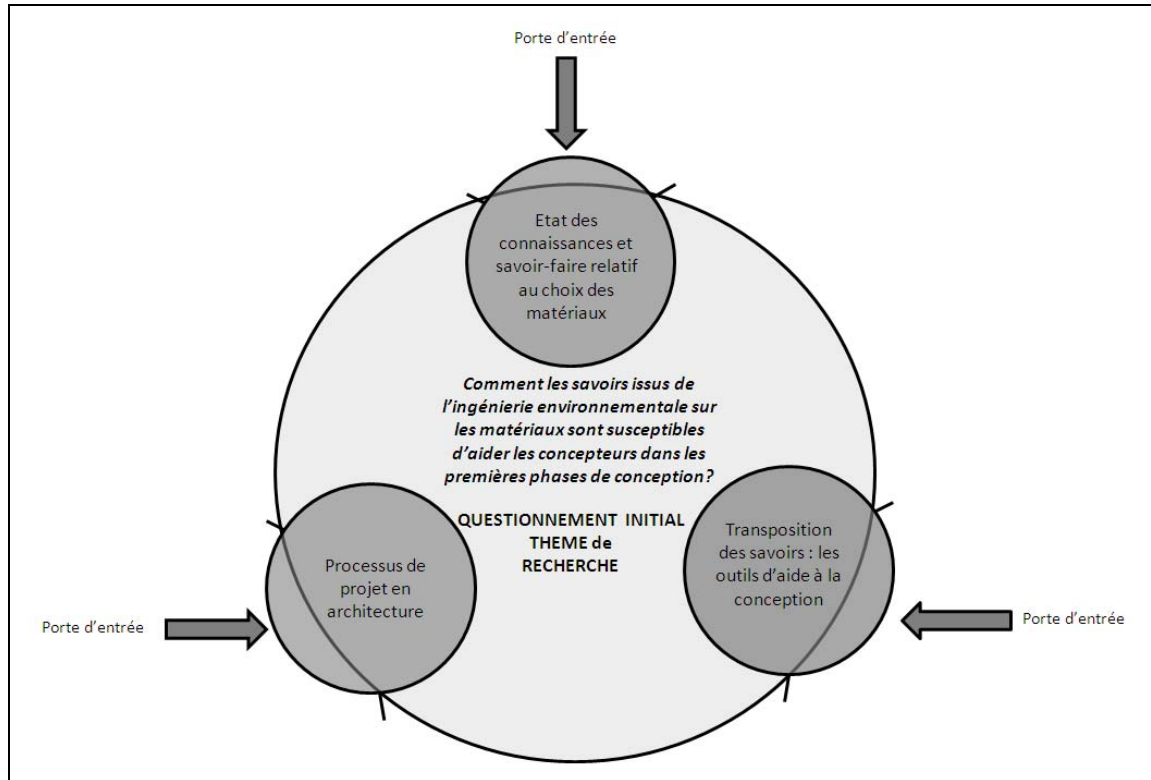 Porte d'entrée
Etat des
connaissances et
savoir-faire relatif
au choix des
matériaux
Comment les savoirs issus de
l'ingénierie environnementale sur
les matériaux sont susceptibles
d'aider les concepteurs dans les
premières phases de conception?
QUESTIONNEMENT INITIAL
THEME de
RECHERCHE
Processus de
projet en
architecture
Transposition
des savoirs : les
outils d'aide à la
conception
Porte d'entrée
Porte d'entrée